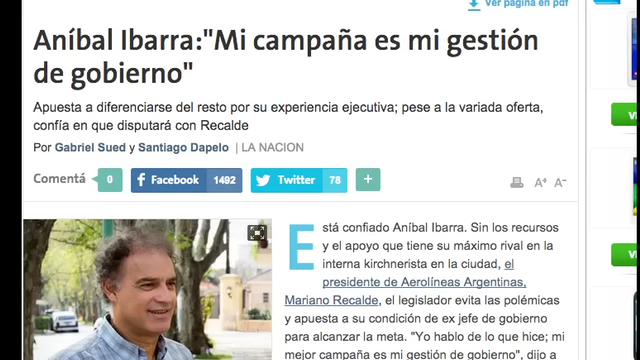 Ver página en pdf
Aníbal Ibarra:"Mi campaña es mi gestión
de gobierno"
Apuesta a diferenciarse del resto por su experiencia ejecutiva; pese a la variada oferta,
confía en que disputará con Recalde
Por Gabriel Sued y Santiago Dapelo | LA NACION
Comentá 0 Facebook 1492 Twitter 78 + A+ A-
Está confiado Aníbal Ibarra. Sin los recursos
y el apoyo que tiene su máximo rival en la
interna kirchnerista en la ciudad, el
presidente de Aerolíneas Argentinas,
Mariano Recalde, el legislador evita las polémicas
y apuesta a su condición de ex jefe de gobierno
para alcanzar la meta. "Yo hablo de lo que hice; mi
mejor campaña es mi gestión de gobierno", dijo a